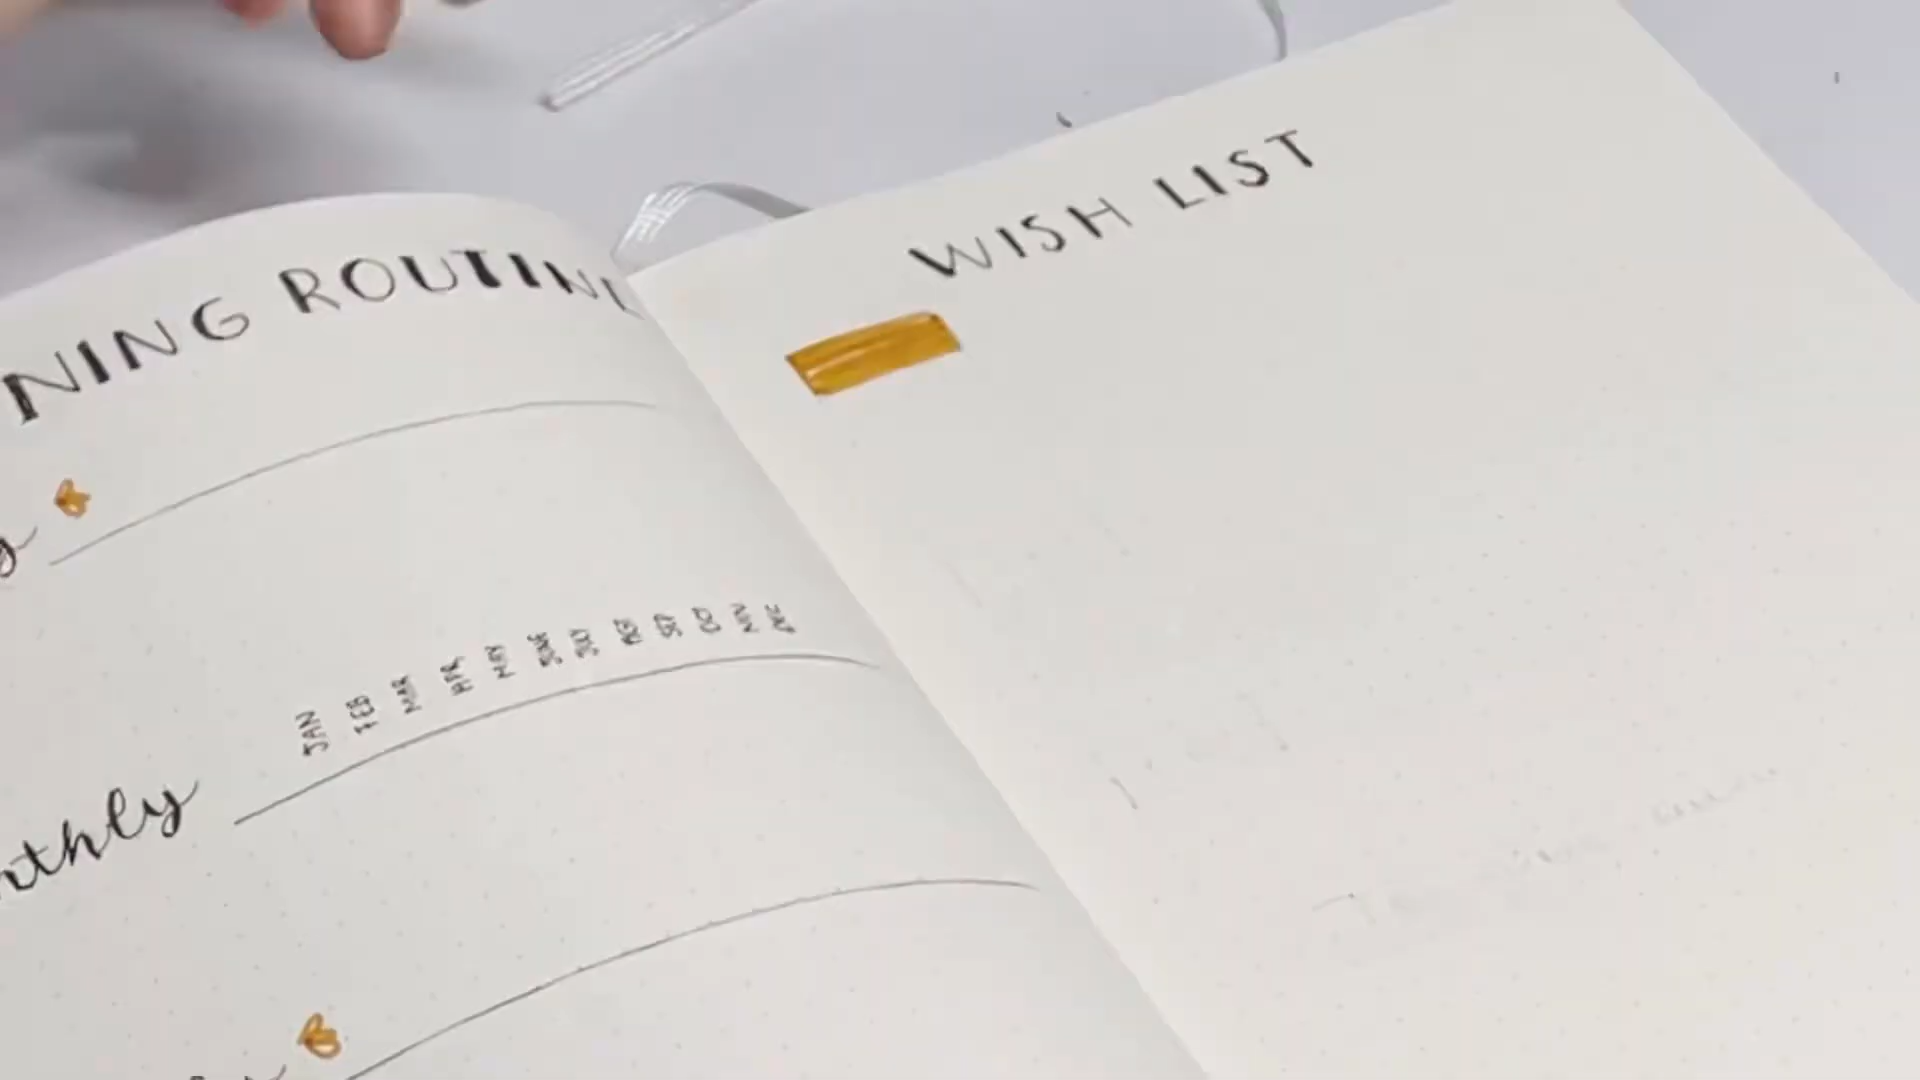 NING ROUTINE
JAN FEB MAR APR MAY JUNE JULY AUG SEP OCT NOV DEC
nthly
WISH LIST